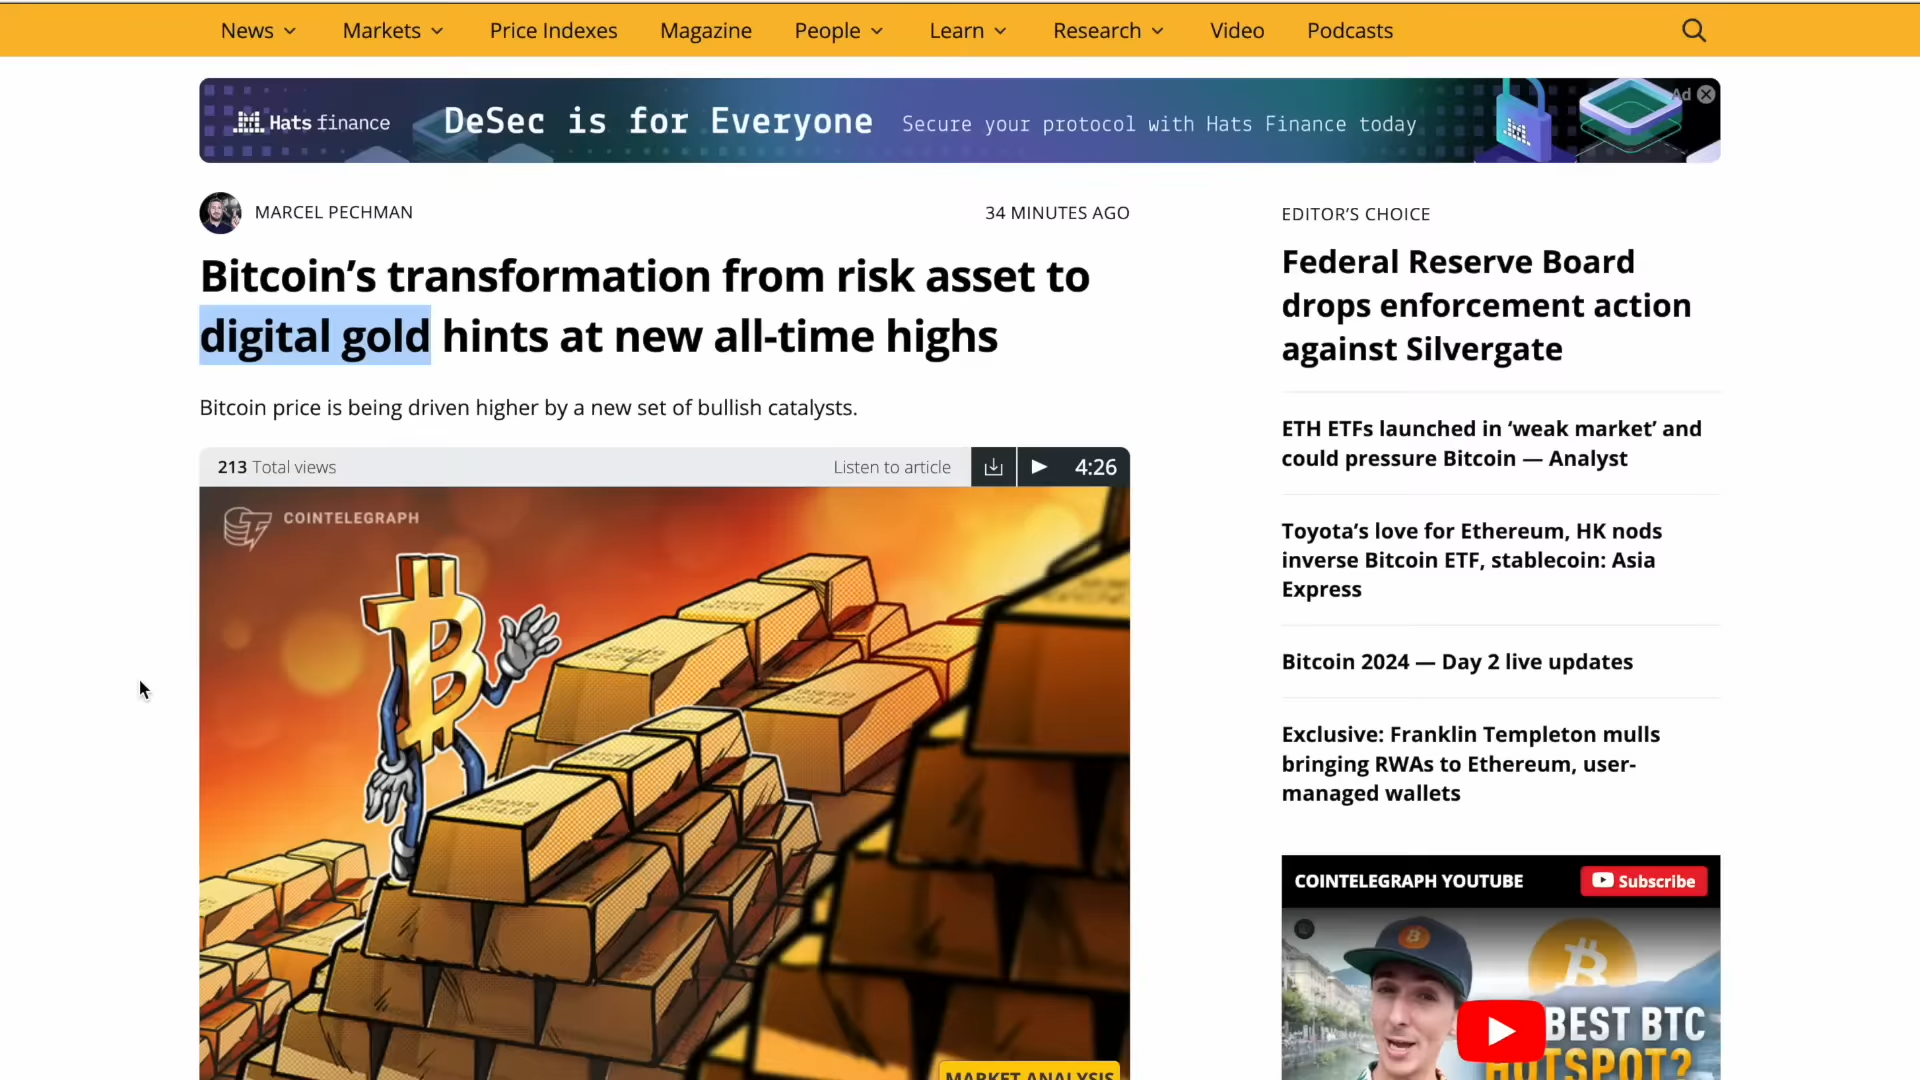 News Markets Price Indexes Magazine People Learn Research Video Podcasts
Hats finance DeSec is for Everyone Secure your protocol with Hats Finance today Ad
MARCEL PECHMAN 34 MINUTES AGO
Bitcoin’s transformation from risk asset to
digital gold hints at new all-time highs
Bitcoin price is being driven higher by a new set of bullish catalysts.
213 Total views Listen to article 4:26
COINTELEGRAPH
MARKET ANALYSIS
EDITOR’S CHOICE
Federal Reserve Board
drops enforcement action
against Silvergate
ETH ETFs launched in ‘weak market’ and
could pressure Bitcoin — Analyst
Toyota’s love for Ethereum, HK nods
inverse Bitcoin ETF, stablecoin: Asia
Express
Bitcoin 2024 — Day 2 live updates
Exclusive: Franklin Templeton mulls
bringing RWAs to Ethereum, user-
managed wallets
COINTELEGRAPH YOUTUBE Subscribe
BEST BTC
HOTSPOT?